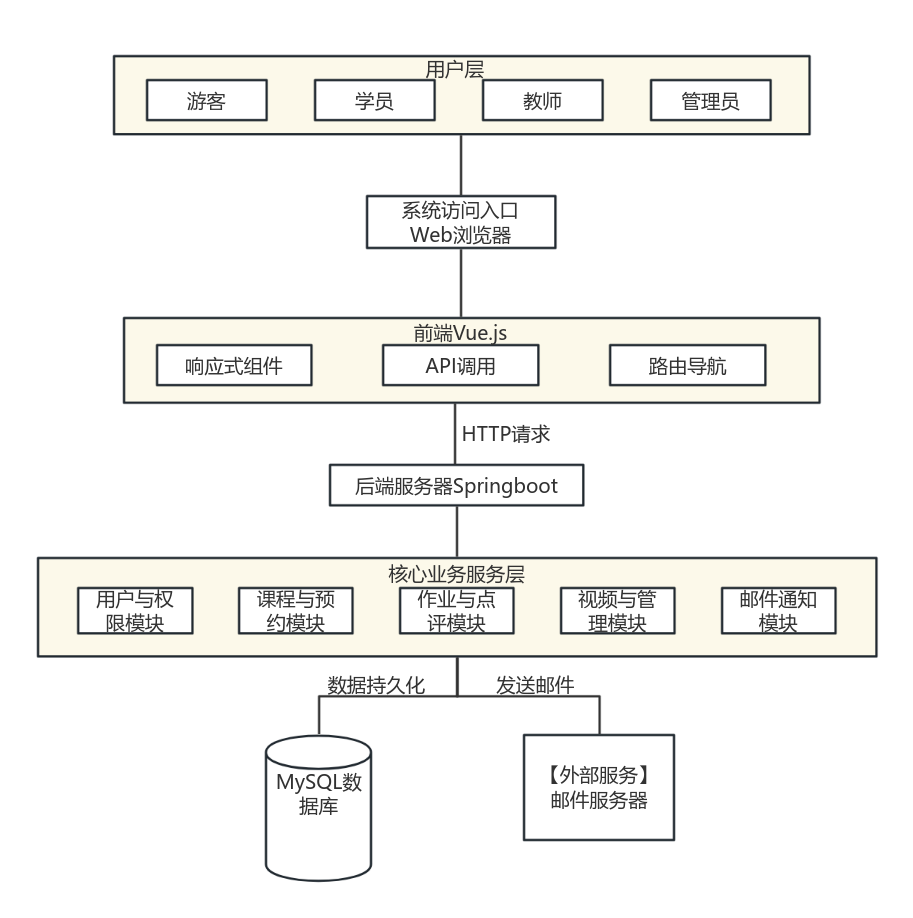 用户层
游客
学员
教师
管理员
系统访问入口
Web浏览器
前端Vue.js
响应式组件
API调用
路由导航
HTTP请求
后端服务器Springboot
核心业务服务层
用户与权
限模块
课程与预
约模块
作业与点
评模块
视频与管
理模块
邮件通知
模块
数据持久化
发送邮件
MySQL数
据库
【外部服务】
邮件服务器